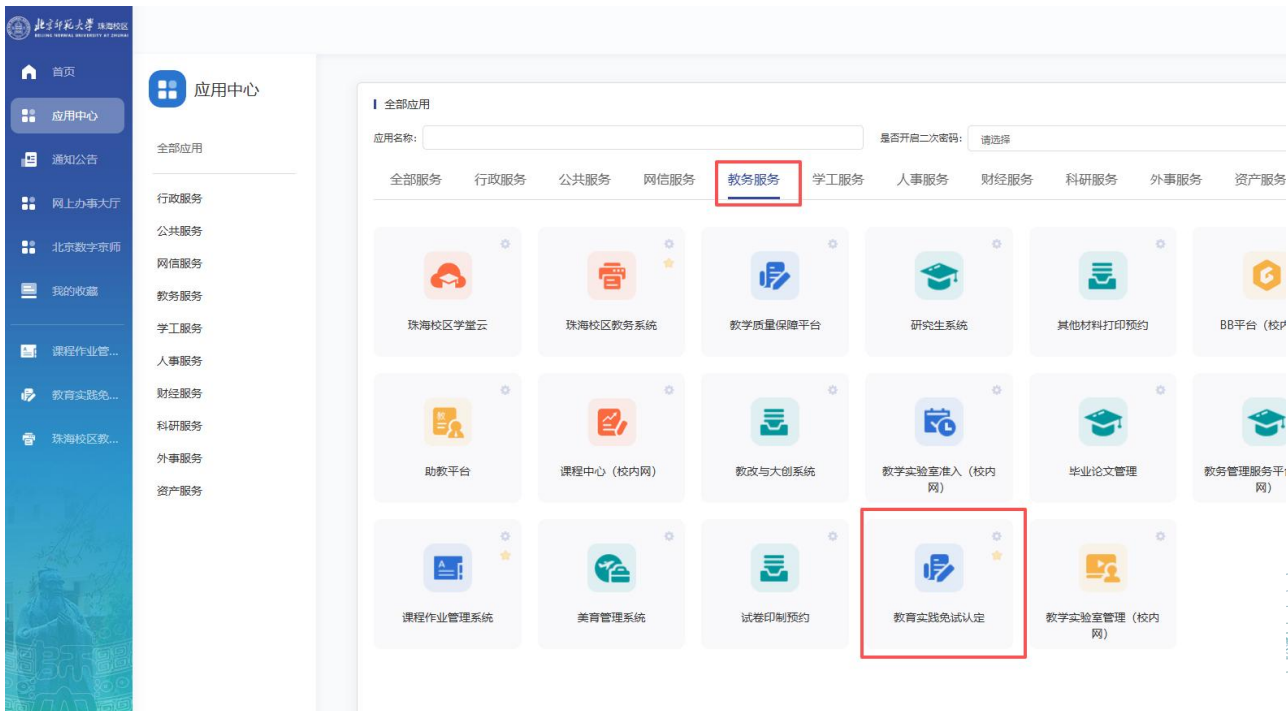 北京师范大学 珠海校区
BEIJING NORMAL UNIVERSITY AT ZHUHAI
首页
应用中心
通知公告
网上办事大厅
北京数字京师
我的收藏
课程作业管...
教育实践免...
珠海校区教...
应用中心
全部应用
行政服务
公共服务
网信服务
教务服务
学工服务
人事服务
财经服务
科研服务
外事服务
资产服务
全部应用
应用名称:
是否开启二次密码: 请选择
全部服务 行政服务 公共服务 网信服务 教务服务 学工服务 人事服务 财经服务 科研服务 外事服务 资产服务
珠海校区学堂云 珠海校区教务系统 教学质量保障平台 研究生系统 其他材料打印预约 BB平台（校内
助教平台 课程中心（校内网） 教改与大创系统 教学实验室准入（校内 毕业论文管理 教务管理服务平台
网） 网）
课程作业管理系统 美育管理系统 试卷印制预约 教育实践免试认定 教学实验室管理（校内
网）